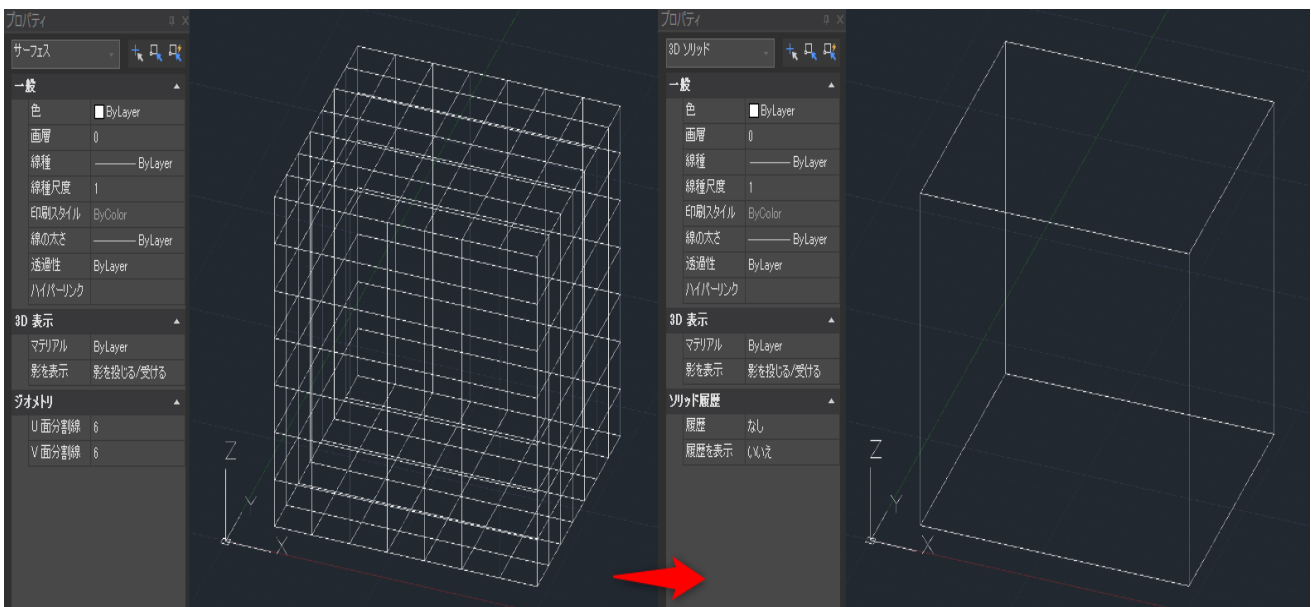 プロパティ
サーフェス
一般
色 ByLayer
画層 0
線種 ByLayer
線種尺度 1
印刷スタイル ByColor
線の太さ ByLayer
透過性 ByLayer
ハイパーリンク
3D 表示
マテリアル ByLayer
影を表示 影を投じる/受ける
ジオメトリ
U 面分割線 6
V 面分割線 6
Z
Y
X
プロパティ
3D ソリッド
一般
色 ByLayer
画層 0
線種 ByLayer
線種尺度 1
印刷スタイル ByColor
線の太さ ByLayer
透過性 ByLayer
ハイパーリンク
3D 表示
マテリアル ByLayer
影を表示 影を投じる/受ける
ソリッド履歴
履歴 なし
履歴を表示 いいえ
Z
Y
X